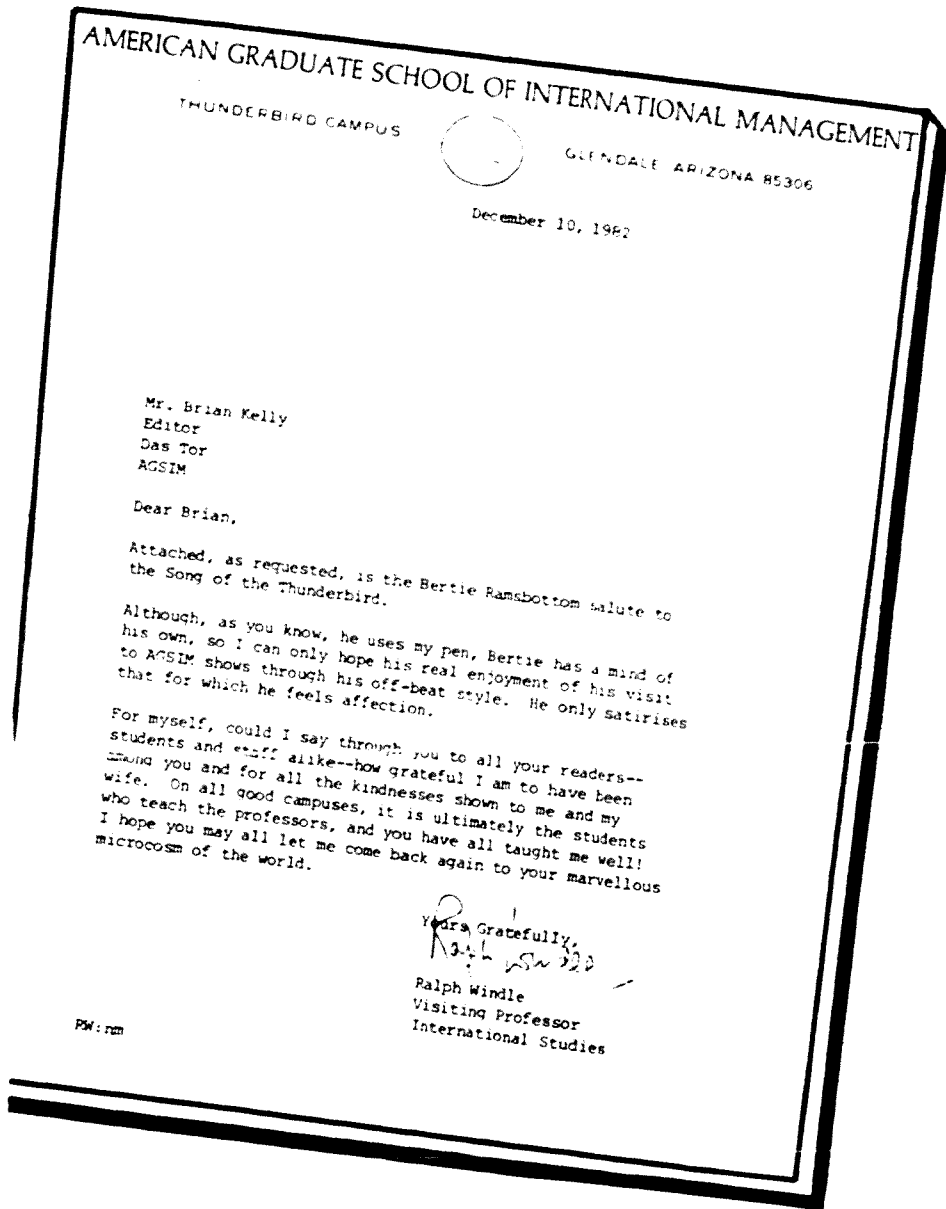 AMERICAN GRADUATE SCHOOL OF INTERNATIONAL MANAGEMENT
THUNDERBIRD CAMPUS
GLENDALE ARIZONA 85306
December 10, 1982
Mr. Brian Kelly
Editor
Das Tor
AGSIM
Dear Brian,
Attached, as requested, is the Bertie Ramsbottom salute to
the Song of the Thunderbird.
Although, as you know, he uses my pen, Bertie has a mind of
his own, so I can only hope his real enjoyment of his visit
to AGSIM shows through his off-beat style. He only satirises
that for which he feels affection.
For myself, could I say through you to all your readers--
students and staff alike--how grateful I am to have been
among you and for all the kindnesses shown to me and my
wife. On all good campuses, it is ultimately the students
who teach the professors, and you have all taught me well!
I hope you may all let me come back again to your marvellous
microcosm of the world.
Yours Gratefully,
Ralph Windle
Ralph Windle
Visiting Professor
International Studies
RW:nm